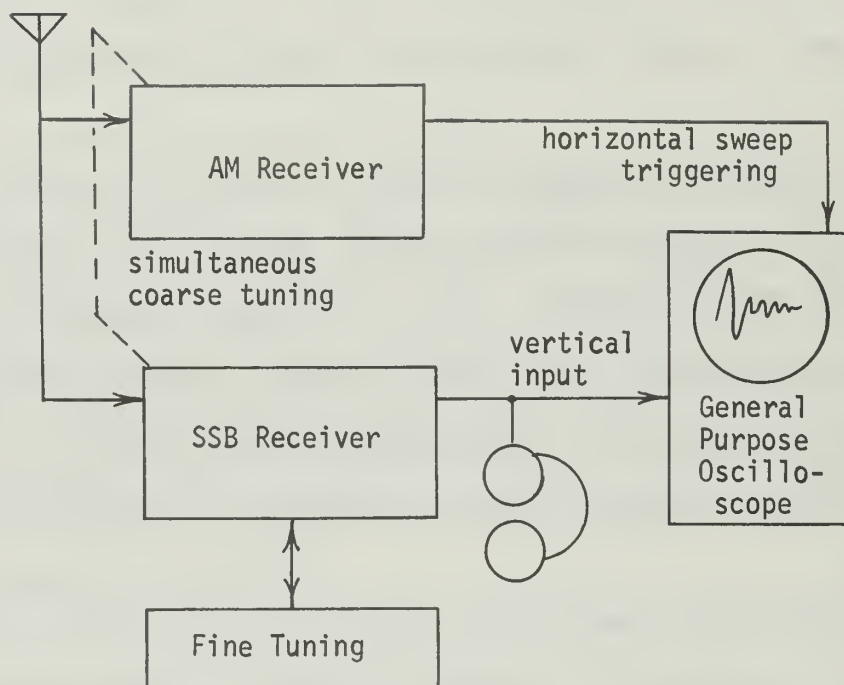 AM Receiver
horizontal sweep
triggering
simultaneous
coarse tuning
vertical
input
SSB Receiver
General
Purpose
Oscillo-
scope
Fine Tuning